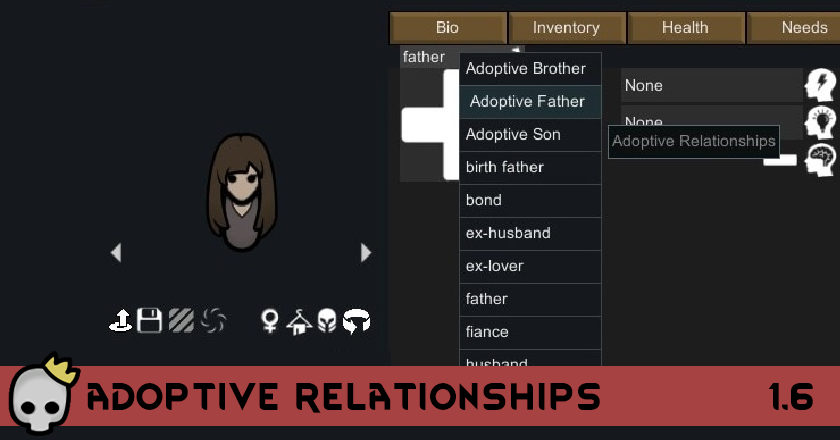 Bio
Inventory
Health
Needs
father
Adoptive Brother
Adoptive Father
Adoptive Son
birth father
bond
ex-husband
ex-lover
father
fiance
husband
None
None
Adoptive Relationships
ADOPTIVE RELATIONSHIPS
1.6